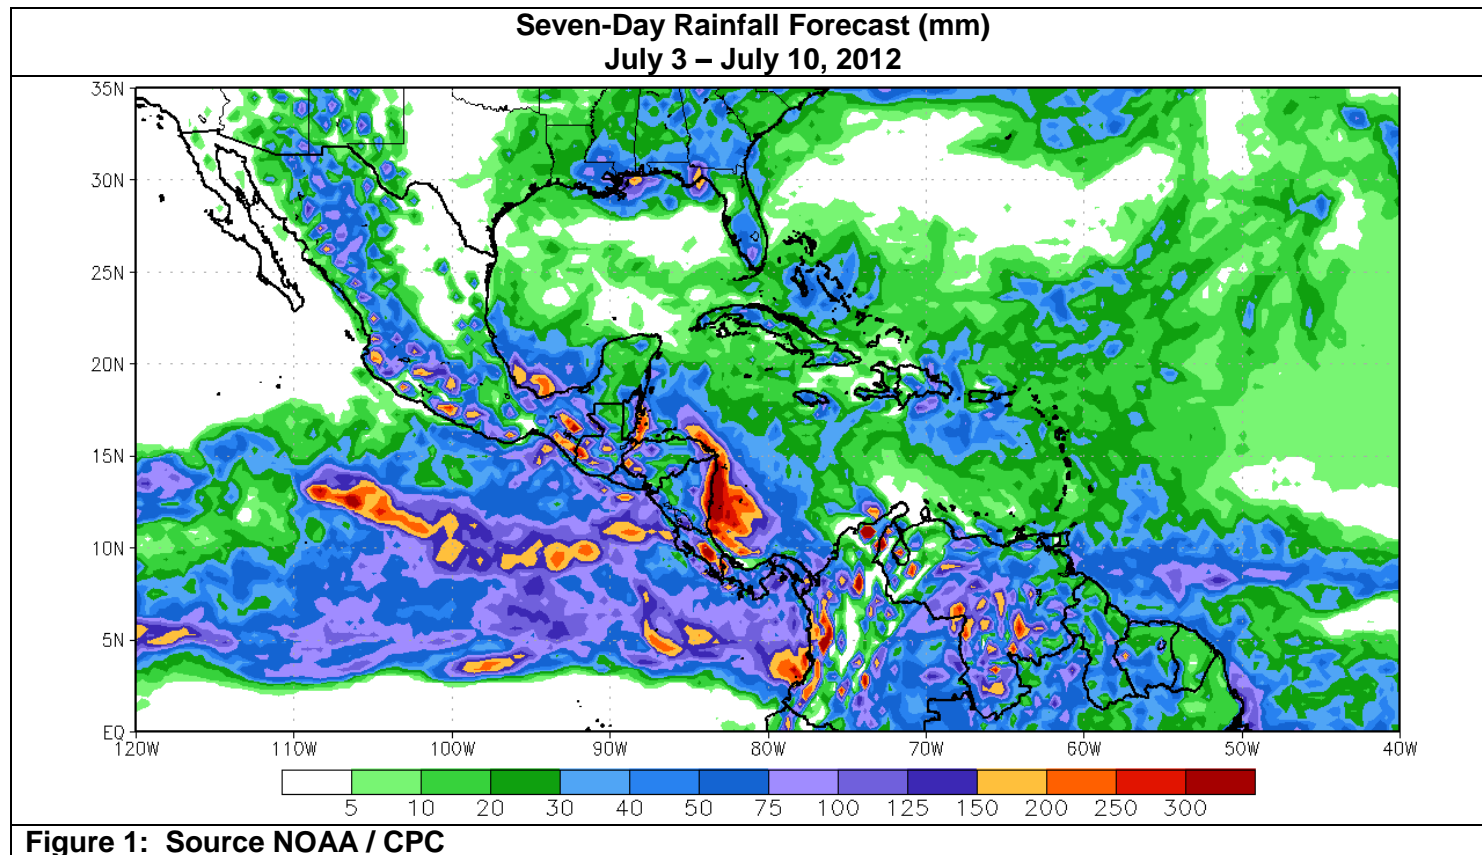 Seven-Day Rainfall Forecast (mm)
July 3 – July 10, 2012
35N
30N
25N
20N
15N
10N
5N
EQ
120W 110W 100W 90W 80W 70W 60W 50W 40W
5 10 20 30 40 50 75 100 125 150 200 250 300
Figure 1: Source NOAA / CPC